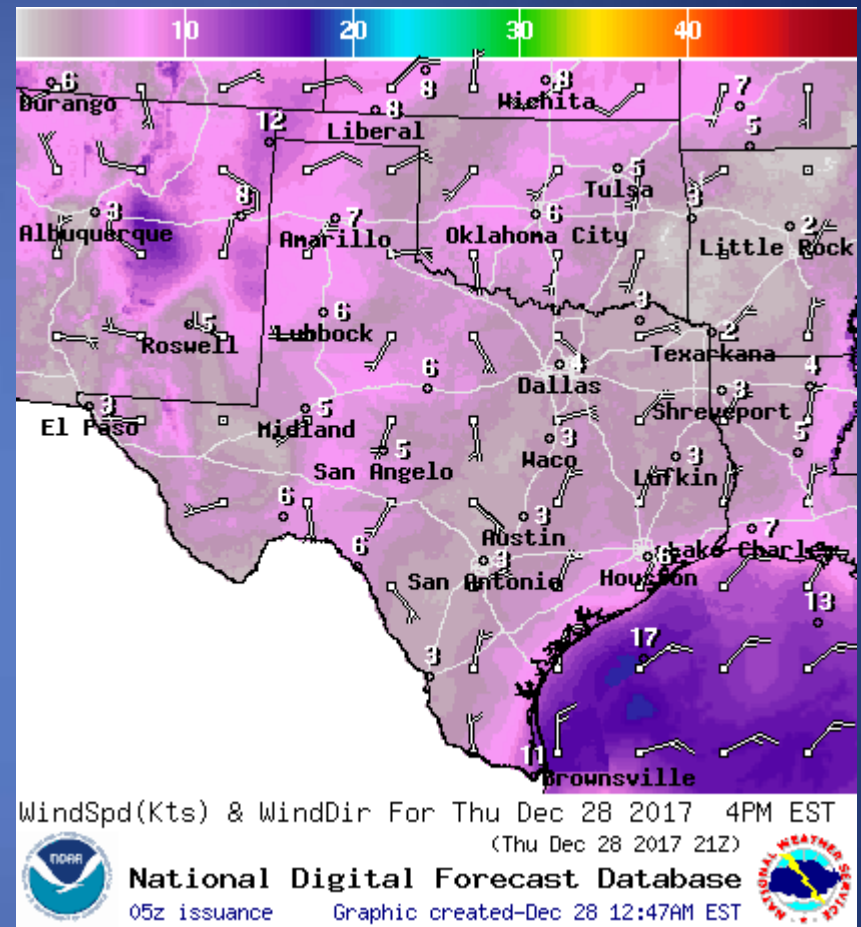 10 20 30 40
6 8 8 7
Durango Wichita
12 8 5
Liberal
5
Tulsa
3 8 7 6 3 2
Albuquerque Amarillo Oklahoma City Little Rock
5 6 3 2
Roswell Lubbock Texarkana
6 4 4
Dallas
3 5 3
El Paso Midland Shreveport
5 3 3 5
San Angelo Waco Lufkin
6 3 7
Austin
6 3 6 Lake Charles
San Antonio Houston
13
3 17
11
Brownsville
WindSpd(Kts) & WindDir For Thu Dec 28 2017 4PM EST
(Thu Dec 28 2017 21Z)
NOAA
National Digital Forecast Database
05z issuance Graphic created-Dec 28 12:47AM EST
NATIONAL WEATHER SERVICE